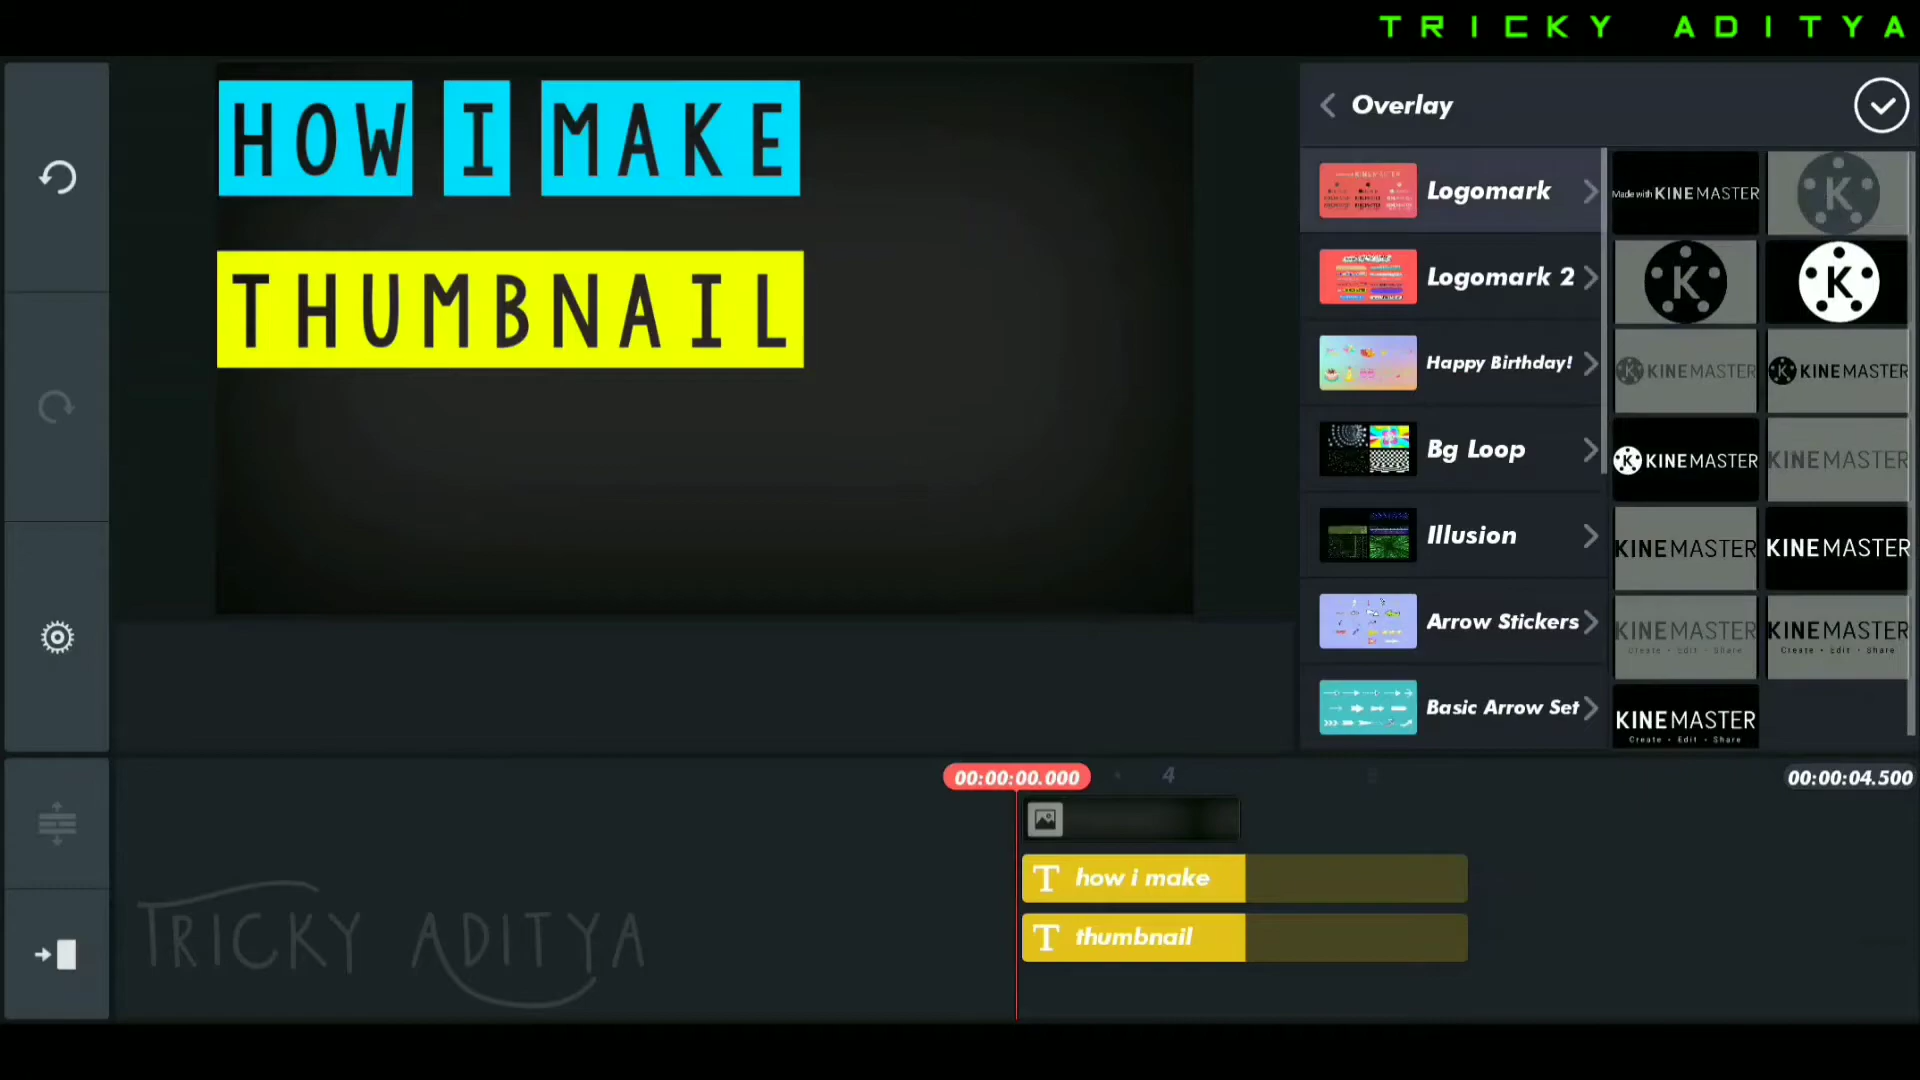 TRICKY ADITYA
HOW I MAKE
THUMBNAIL
Overlay
Logomark
Logomark 2
Happy Birthday!
Bg Loop
Illusion
Arrow Stickers
Basic Arrow Set
Made with KINEMASTER
K
K
K
K KINEMASTER
K KINEMASTER
K KINEMASTER
KINEMASTER
KINEMASTER
KINEMASTER
KINEMASTER
Create • Edit • Share
KINEMASTER
Create • Edit • Share
KINEMASTER
Create • Edit • Share
00:00:00.000
4
00:00:04.500
T how i make
T thumbnail
TRICKY ADITYA